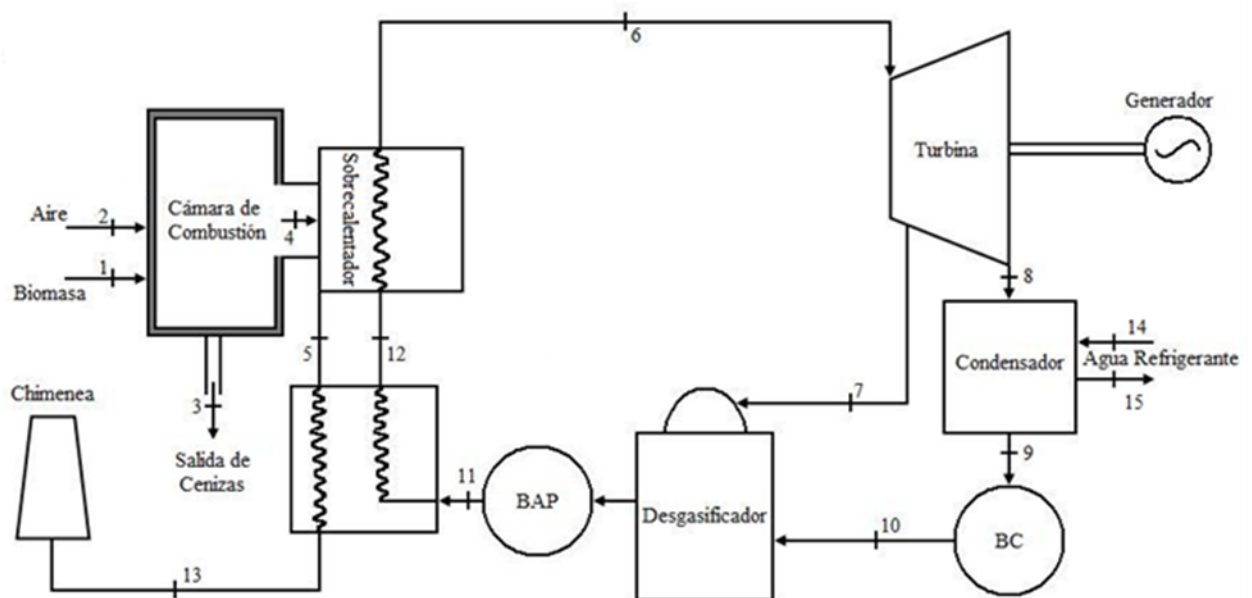 6
Generador
Turbina
Aire
2
Cámara de
Combustión
4
Sobrecalentador
Biomasa
1
8
14
Agua Refrigerante
15
Condensador
5
12
Chimenea
3
Salida de
Cenizas
7
9
11
BAP
Desgasificador
10
BC
13